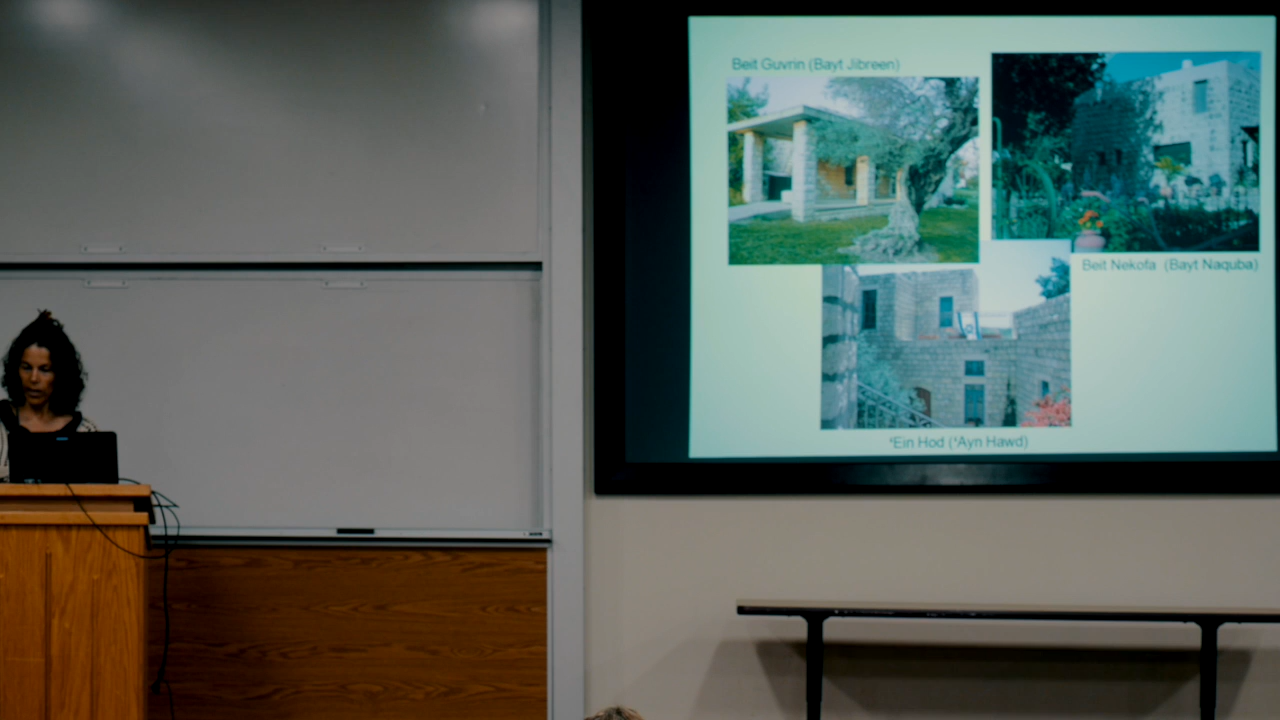 Beit Guvrin (Bayt Jibreen)
Beit Nekofa (Bayt Naquba)
‘Ein Hod (‘Ayn Hawd)